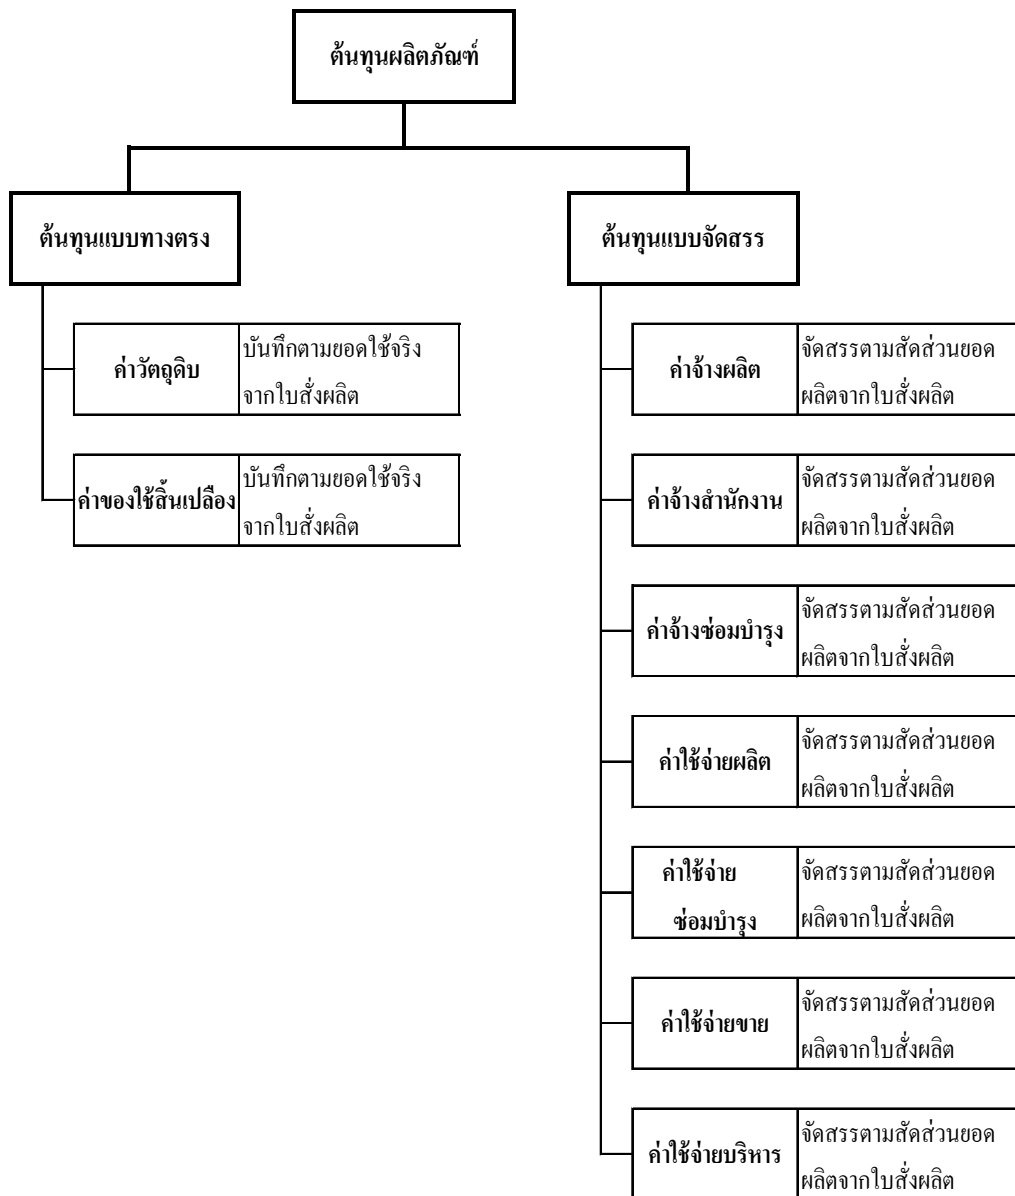 ต้นทุนผลิตภัณฑ์
ต้นทุนแบบทางตรง
ค่าวัตถุดิบ
บันทึกตามยอดใช้จริง
จากใบสั่งผลิต
ค่าของใช้สิ้นเปลือง
บันทึกตามยอดใช้จริง
จากใบสั่งผลิต
ต้นทุนแบบจัดสรร
ค่าจ้างผลิต
จัดสรรตามสัดส่วนยอด
ผลิตจากใบสั่งผลิต
ค่าจ้างสำนักงาน
จัดสรรตามสัดส่วนยอด
ผลิตจากใบสั่งผลิต
ค่าจ้างซ่อมบำรุง
จัดสรรตามสัดส่วนยอด
ผลิตจากใบสั่งผลิต
ค่าใช้จ่ายผลิต
จัดสรรตามสัดส่วนยอด
ผลิตจากใบสั่งผลิต
ค่าใช้จ่าย
ซ่อมบำรุง
จัดสรรตามสัดส่วนยอด
ผลิตจากใบสั่งผลิต
ค่าใช้จ่ายขาย
จัดสรรตามสัดส่วนยอด
ผลิตจากใบสั่งผลิต
ค่าใช้จ่ายบริหาร
จัดสรรตามสัดส่วนยอด
ผลิตจากใบสั่งผลิต